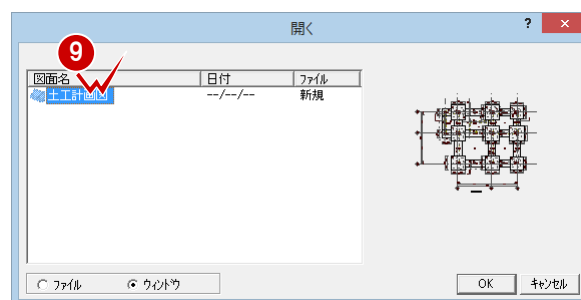 開く
? ×
9
図面名 日付 ファイル
土工計画図 --/--/-- 新規
ファイル ウィンドウ OK キャンセル